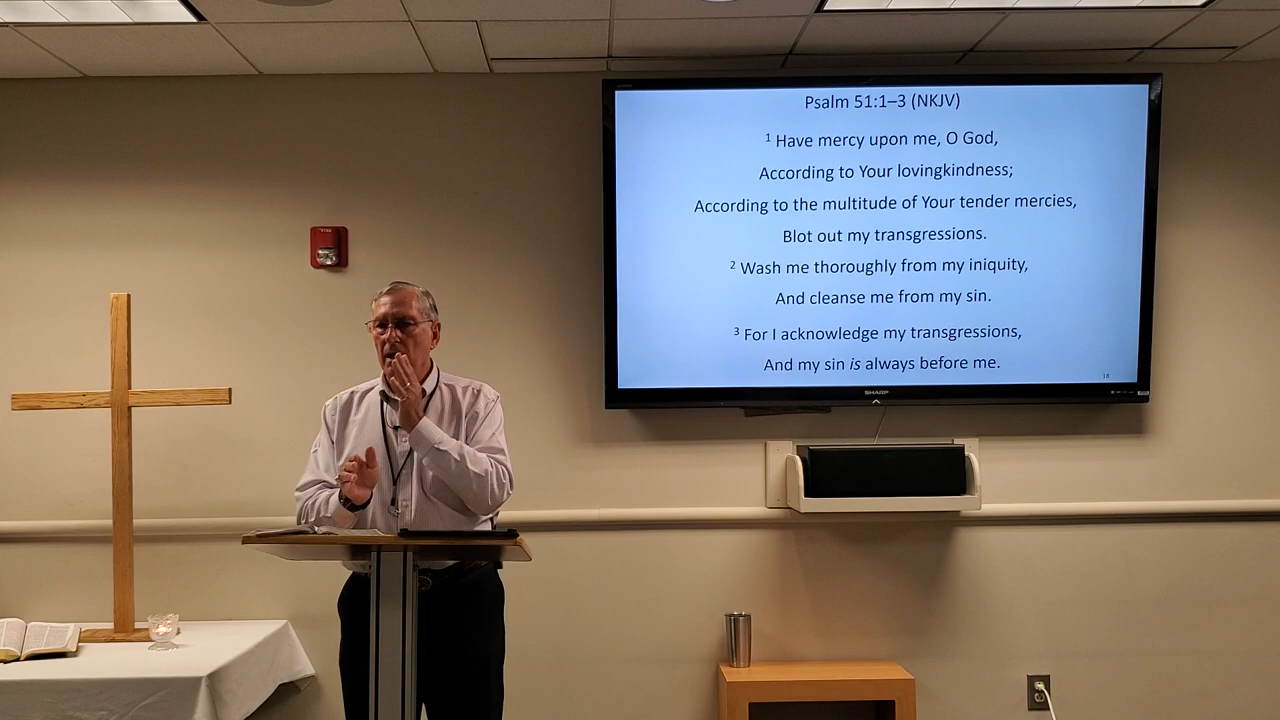 Psalm 51:1–3 (NKJV)
1 Have mercy upon me, O God,
According to Your lovingkindness;
According to the multitude of Your tender mercies,
Blot out my transgressions.
2 Wash me thoroughly from my iniquity,
And cleanse me from my sin.
3 For I acknowledge my transgressions,
And my sin is always before me.
18
SHARP
FIRE